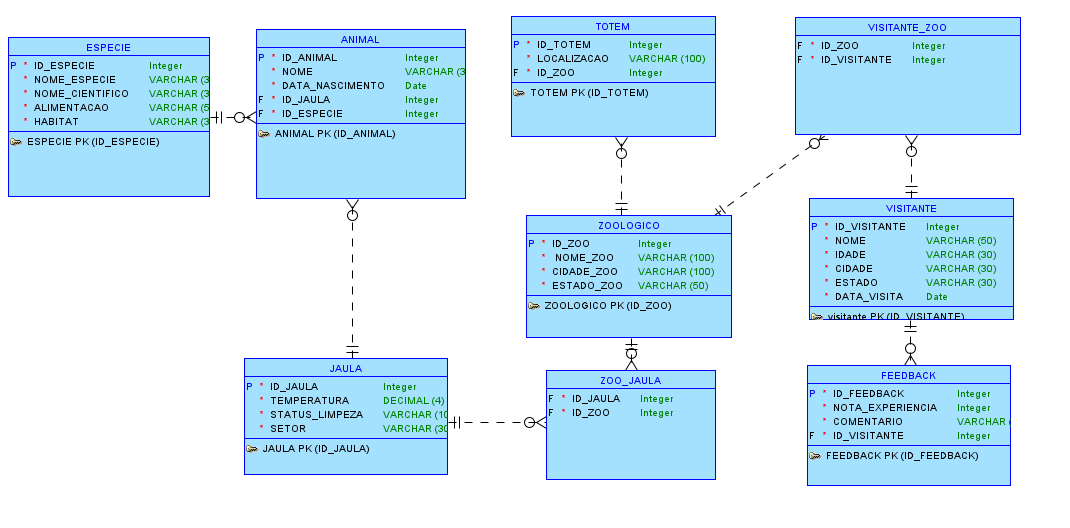 ESPECIE
P * ID_ESPECIE Integer
* NOME_ESPECIE VARCHAR (3
* NOME_CIENTIFICO VARCHAR (3
* ALIMENTACAO VARCHAR (5
* HABITAT VARCHAR (3
ESPECIE PK (ID_ESPECIE)
ANIMAL
P * ID_ANIMAL Integer
* NOME VARCHAR (3
* DATA_NASCIMENTO Date
F * ID_JAULA Integer
F * ID_ESPECIE Integer
ANIMAL PK (ID_ANIMAL)
TOTEM
P * ID_TOTEM Integer
* LOCALIZACAO VARCHAR (100)
F * ID_ZOO Integer
TOTEM PK (ID_TOTEM)
VISITANTE_ZOO
F * ID_ZOO Integer
F * ID_VISITANTE Integer
ZOOLOGICO
P * ID_ZOO Integer
* NOME_ZOO VARCHAR (100)
* CIDADE_ZOO VARCHAR (100)
* ESTADO_ZOO VARCHAR (50)
ZOOLOGICO PK (ID_ZOO)
VISITANTE
P * ID_VISITANTE Integer
* NOME VARCHAR (50)
* IDADE VARCHAR (30)
* CIDADE VARCHAR (30)
* ESTADO VARCHAR (30)
* DATA_VISITA Date
visitante PK (ID_VISITANTE)
JAULA
P * ID_JAULA Integer
* TEMPERATURA DECIMAL (4)
* STATUS_LIMPEZA VARCHAR (10
* SETOR VARCHAR (30
JAULA PK (ID_JAULA)
ZOO_JAULA
F * ID_JAULA Integer
F * ID_ZOO Integer
FEEDBACK
P * ID_FEEDBACK Integer
* NOTA_EXPERIENCIA Integer
* COMENTARIO VARCHAR (
F * ID_VISITANTE Integer
FEEDBACK PK (ID_FEEDBACK)